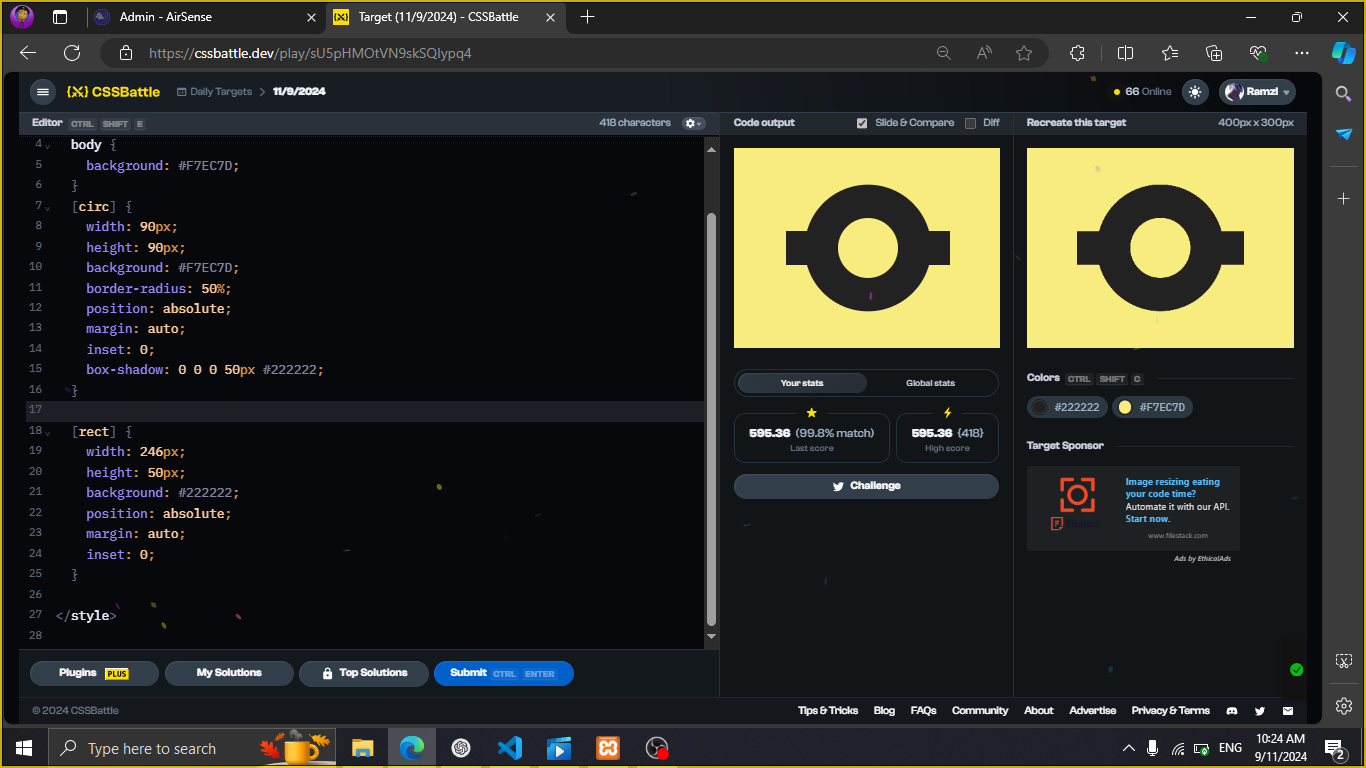 Admin - AirSense
Target (11/9/2024) - CSSBattle
https://cssbattle.dev/play/sU5pHMOtVN9skSQIypq4
{X} CSSBattle
Daily Targets > 11/9/2024
66 Online
Ramzi
Editor CTRL SHIFT E
418 characters
Code output
Slide & Compare
Diff
Recreate this target
400px x 300px
4 body {
5 background: #F7EC7D;
6 }
7 [circ] {
8 width: 90px;
9 height: 90px;
10 background: #F7EC7D;
11 border-radius: 50%;
12 position: absolute;
13 margin: auto;
14 inset: 0;
15 box-shadow: 0 0 0 50px #222222;
16 }
17
18 [rect] {
19 width: 246px;
20 height: 50px;
21 background: #222222;
22 position: absolute;
23 margin: auto;
24 inset: 0;
25 }
26
27 </style>
28
Your stats
Global stats
595.36 (99.8% match)
Last score
595.36 {418}
High score
Challenge
Colors CTRL SHIFT C
#222222
#F7EC7D
Target Sponsor
filestack
Image resizing eating
your code time?
Automate it with our API.
Start now.
www.filestack.com
Ads by EthicalAds
Plugins PLUS
My Solutions
Top Solutions
Submit CTRL ENTER
© 2024 CSSBattle
Tips & Tricks
Blog
FAQs
Community
About
Advertise
Privacy & Terms
Type here to search
ENG
10:24 AM
9/11/2024
2